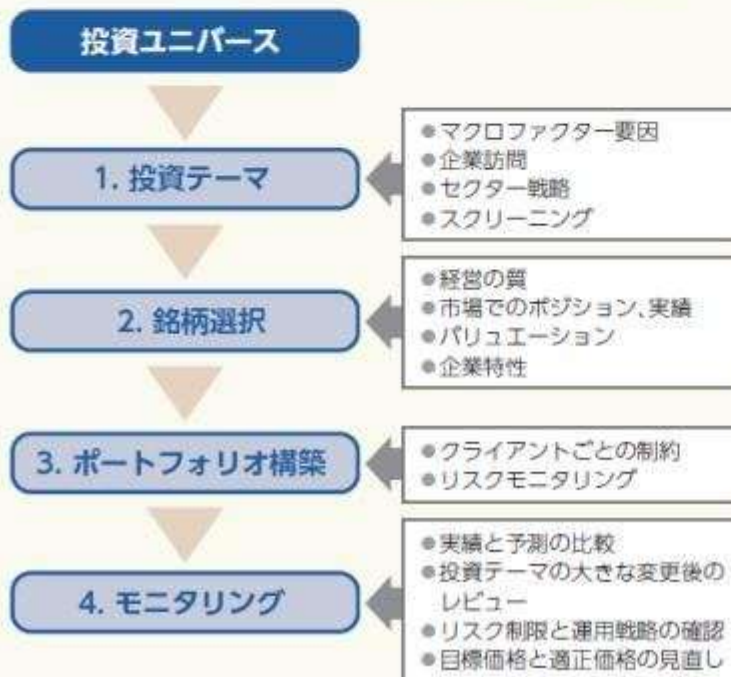 投資ユニバース
1. 投資テーマ
●マクロファクター要因
●企業訪問
●セクター戦略
●スクリーニング
2. 銘柄選択
●経営の質
●市場でのポジション、実績
●バリュエーション
●企業特性
3. ポートフォリオ構築
●クライアントごとの制約
●リスクモニタリング
4. モニタリング
●実績と予測の比較
●投資テーマの大きな変更後の
レビュー
●リスク制限と運用戦略の確認
●目標価格と適正価格の見直し